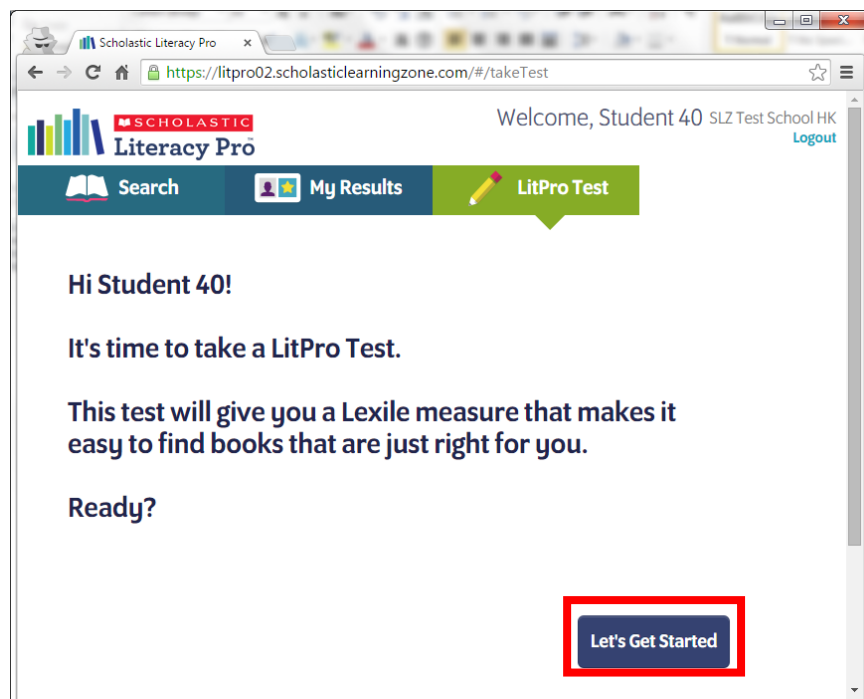 Scholastic Literacy Pro
https://litpro02.scholasticlearningzone.com/#/takeTest
SCHOLASTIC
Literacy Pro
Welcome, Student 40 SLZ Test School HK
Logout
Search
My Results
LitPro Test
Hi Student 40!
It's time to take a LitPro Test.
This test will give you a Lexile measure that makes it
easy to find books that are just right for you.
Ready?
Let's Get Started